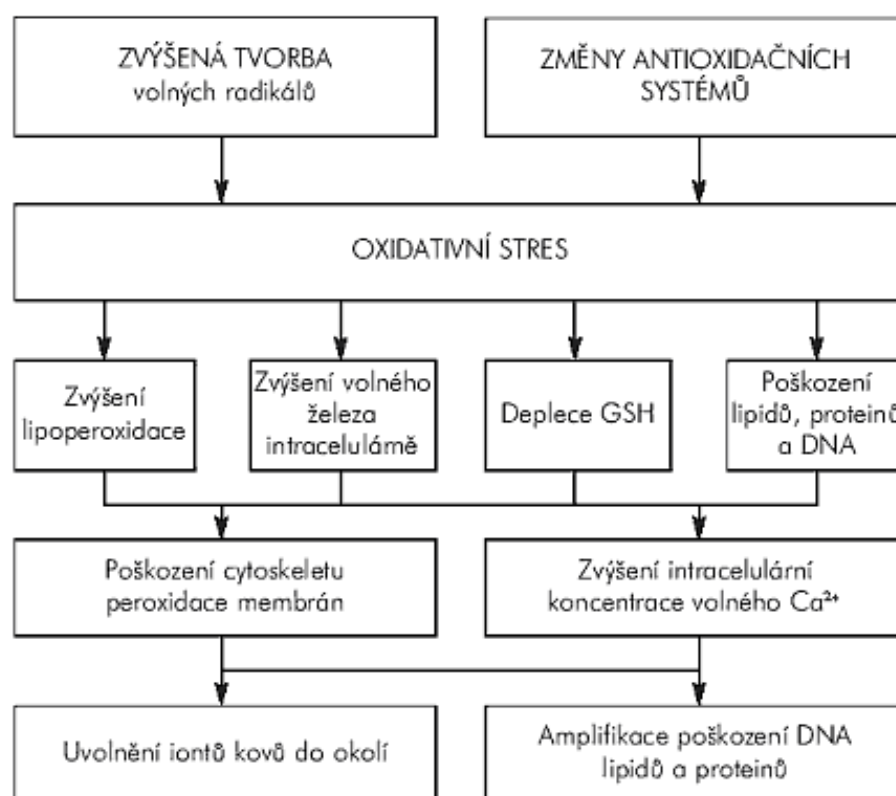 ZVÝŠENÁ TVORBA
volných radikálů
ZMĚNY ANTIOXIDAČNÍCH
SYSTÉMŮ
OXIDATIVNÍ STRES
Zvýšení
lipoperoxidace
Zvýšení volného
železa
intracelulárně
Deplece GSH
Poškození
lipidů, proteinů
a DNA
Poškození cytoskeletu
peroxidace membrán
Zvýšení intracelulární
koncentrace volného Ca²⁺
Uvolnění iontů kovů do okolí
Amplifikace poškození DNA
lipidů a proteinů